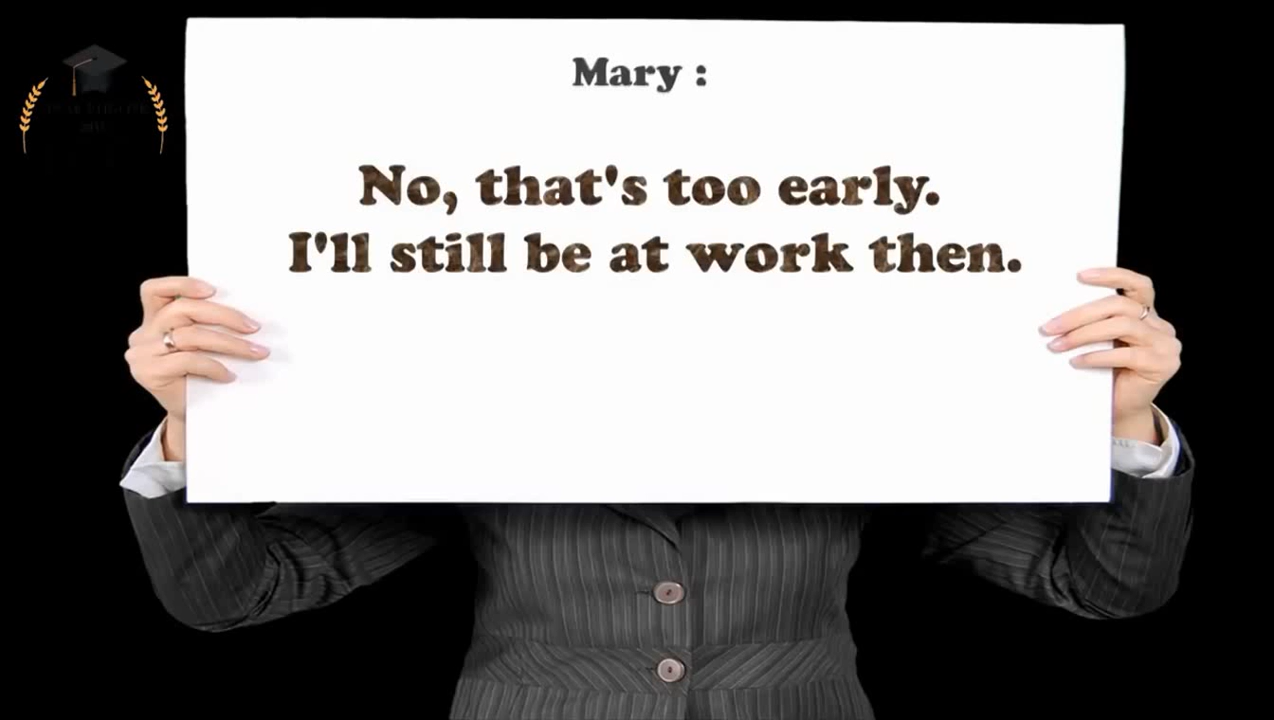 Mary :
No, that's too early.
I'll still be at work then.